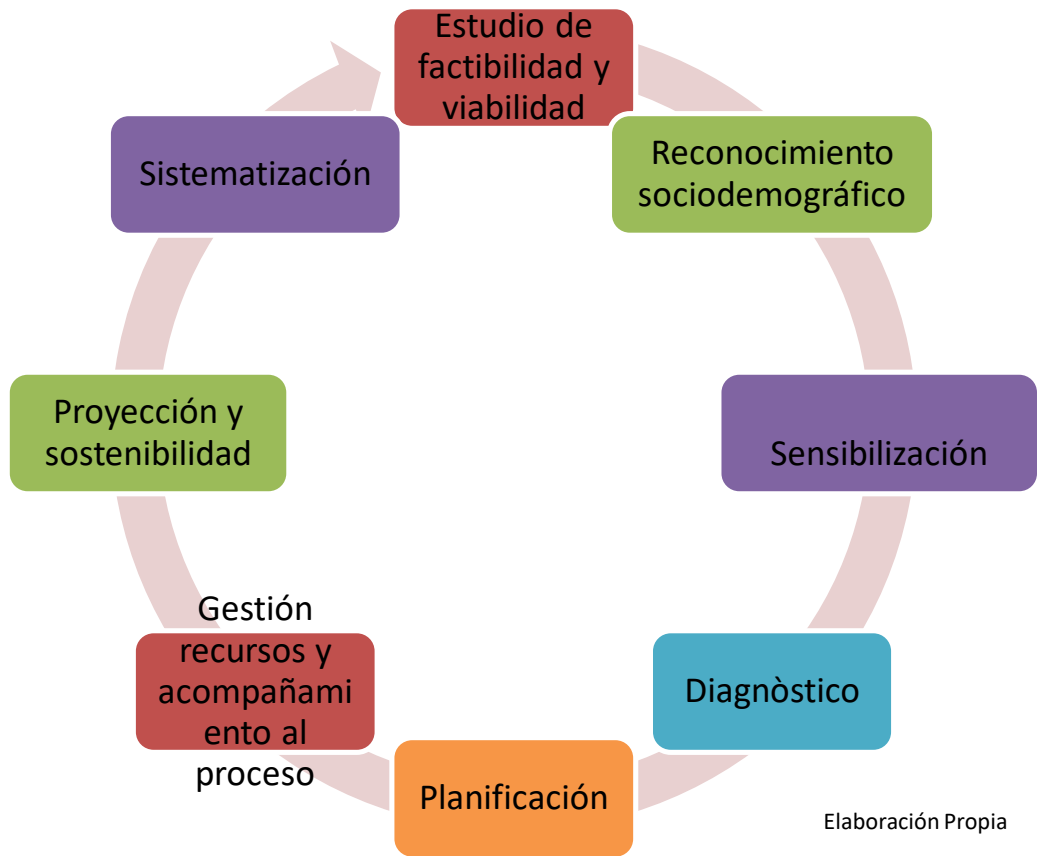 Estudio de
factibilidad y
viabilidad
Reconocimiento
sociodemográfico
Sensibilización
Diagnòstico
Planificación
Gestión
recursos y
acompañami
ento al
proceso
Proyección y
sostenibilidad
Sistematización
Elaboración Propia